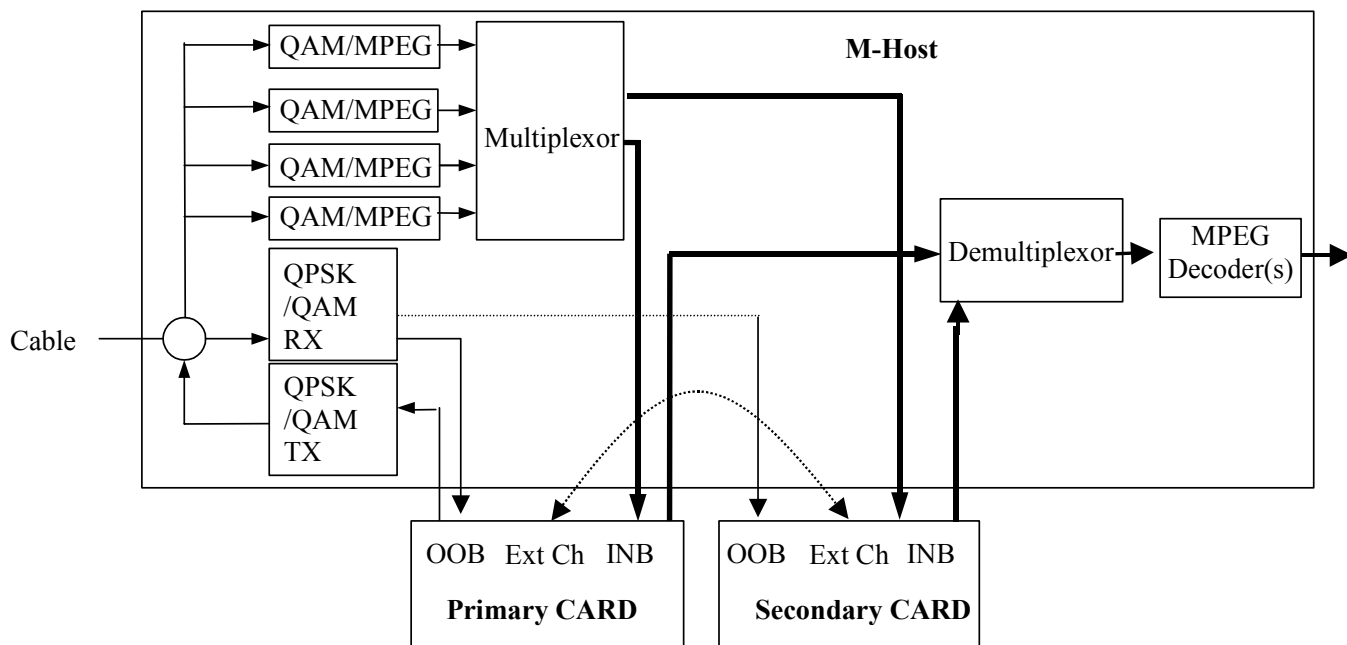 M-Host
QAM/MPEG
QAM/MPEG
QAM/MPEG
QAM/MPEG
Multiplexor
QPSK
/QAM
RX
QPSK
/QAM
TX
Cable
Demultiplexor
MPEG
Decoder(s)
OOB Ext Ch INB
Primary CARD
OOB Ext Ch INB
Secondary CARD